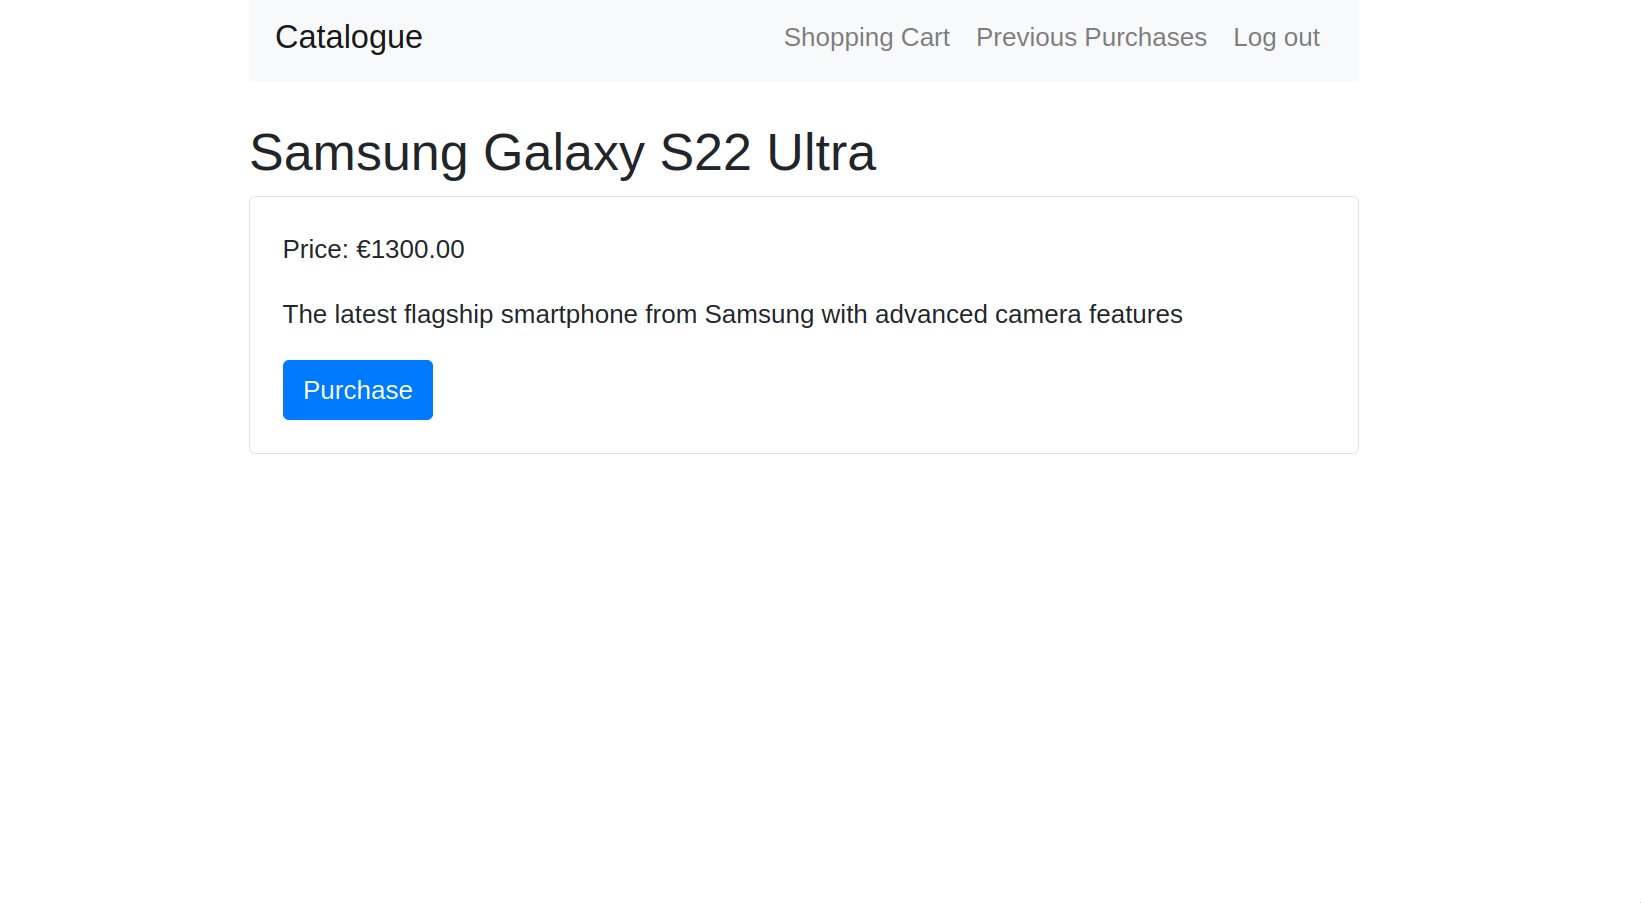 Catalogue
Shopping Cart
Previous Purchases
Log out
Samsung Galaxy S22 Ultra
Price: €1300.00
The latest flagship smartphone from Samsung with advanced camera features
Purchase